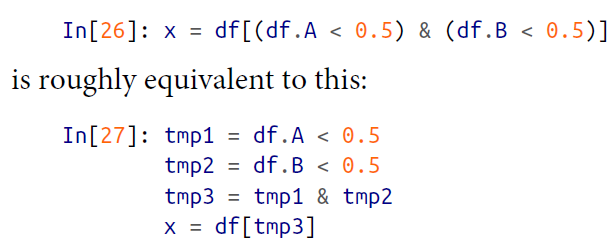 In[26]: x = df[(df.A < 0.5) & (df.B < 0.5)]
is roughly equivalent to this:
In[27]: tmp1 = df.A < 0.5
tmp2 = df.B < 0.5
tmp3 = tmp1 & tmp2
x = df[tmp3]